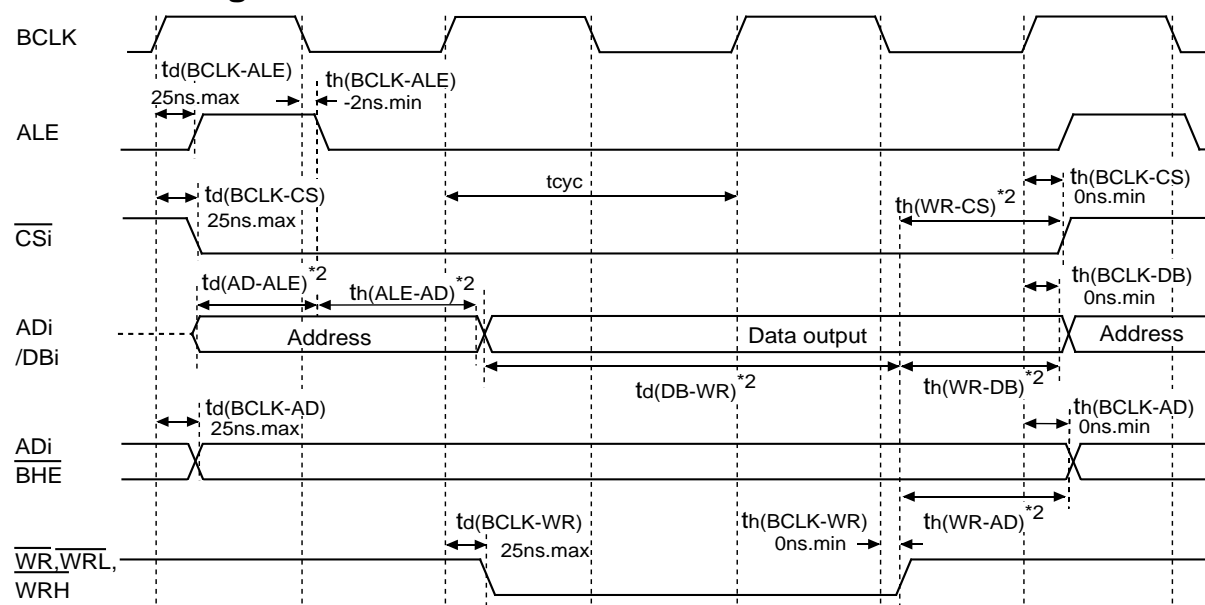 BCLK
td(BCLK-ALE)
25ns.max
th(BCLK-ALE)
-2ns.min
ALE
td(BCLK-CS)
25ns.max
tcyc
th(BCLK-CS)
0ns.min
th(WR-CS)*2
CSi
td(AD-ALE)*2
th(ALE-AD)*2
th(BCLK-DB)
0ns.min
ADi
/DBi
Address
Data output
Address
td(DB-WR)*2
th(WR-DB)*2
td(BCLK-AD)
25ns.max
th(BCLK-AD)
0ns.min
ADi
BHE
td(BCLK-WR)
25ns.max
th(BCLK-WR)
0ns.min
th(WR-AD)*2
WR,WRL,
WRH